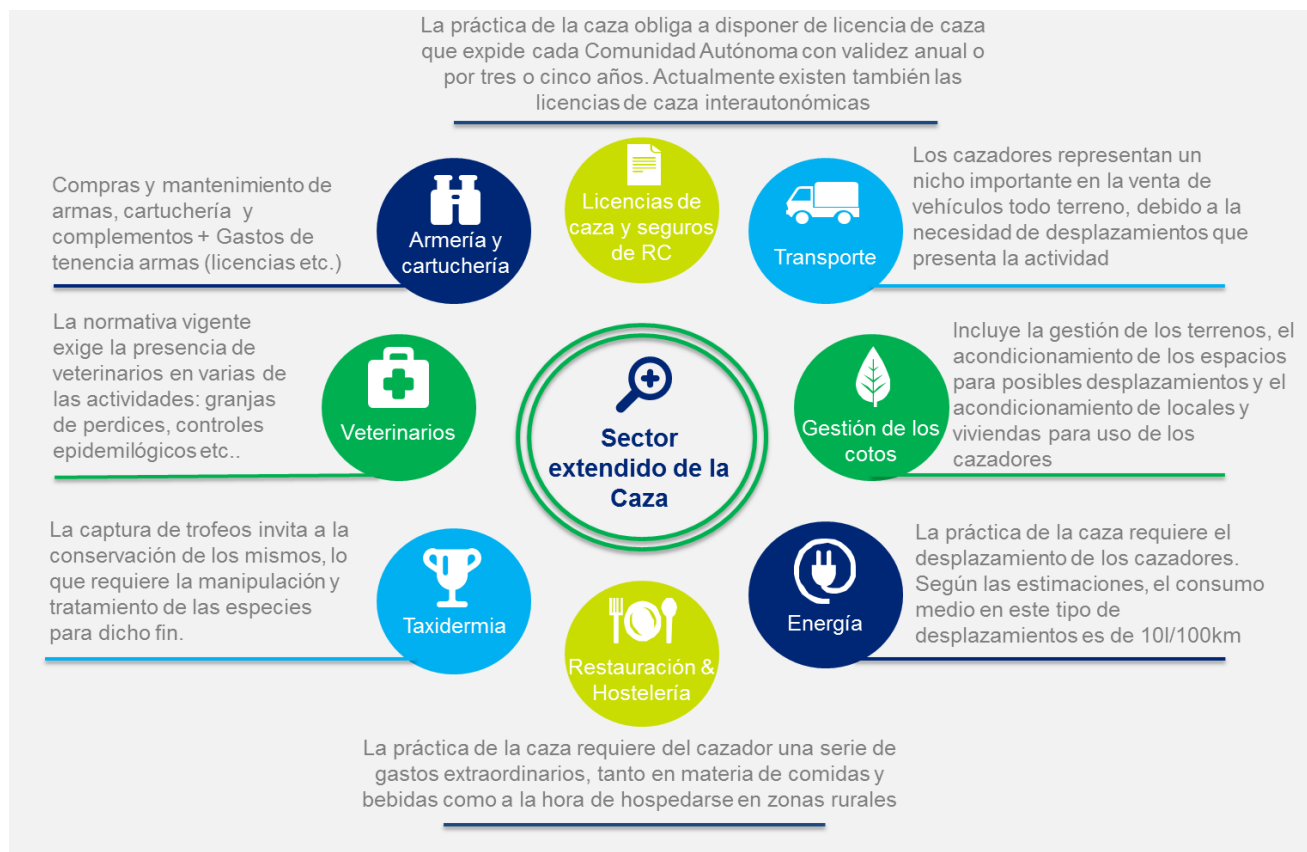 La práctica de la caza obliga a disponer de licencia de caza
que expide cada Comunidad Autónoma con validez anual o
por tres o cinco años. Actualmente existen también las
licencias de caza interautonómicas
Licencias de
caza y seguros
de RC
Compras y mantenimiento de
armas, cartuchería y
complementos + Gastos de
tenencia armas (licencias etc.)
Armería y
cartuchería
Transporte
Los cazadores representan un
nicho importante en la venta de
vehículos todo terreno, debido a la
necesidad de desplazamientos que
presenta la actividad
La normativa vigente
exige la presencia de
veterinarios en varias de
las actividades: granjas
de perdices, controles
epidemilógicos etc..
Veterinarios
Sector
extendido de la
Caza
Gestión de los
cotos
Incluye la gestión de los terrenos, el
acondicionamiento de los espacios
para posibles desplazamientos y el
acondicionamiento de locales y
viviendas para uso de los
cazadores
La captura de trofeos invita a la
conservación de los mismos, lo
que requiere la manipulación y
tratamiento de las especies
para dicho fin.
Taxidermia
Energía
La práctica de la caza requiere el
desplazamiento de los cazadores.
Según las estimaciones, el consumo
medio en este tipo de
desplazamientos es de 10l/100km
Restauración &
Hostelería
La práctica de la caza requiere del cazador una serie de
gastos extraordinarios, tanto en materia de comidas y
bebidas como a la hora de hospedarse en zonas rurales